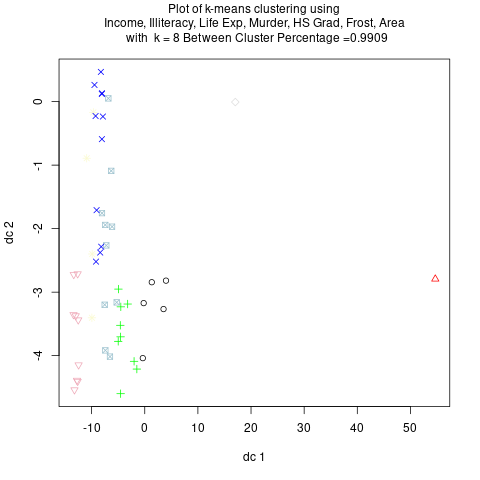 Plot of k-means clustering using
Income, Illiteracy, Life Exp, Murder, HS Grad, Frost, Area
with k = 8 Between Cluster Percentage =0.9909
dc 2
0
-1
-2
-3
-4
-10 0 10 20 30 40 50
dc 1